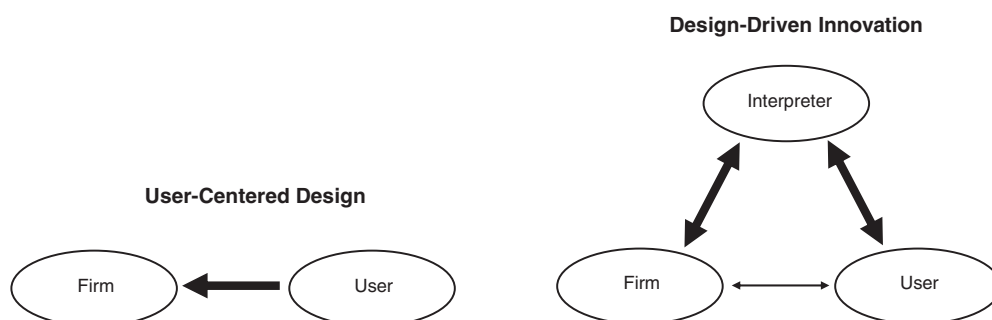 Design-Driven Innovation
Interpreter
User-Centered Design
Firm
User
Firm
User